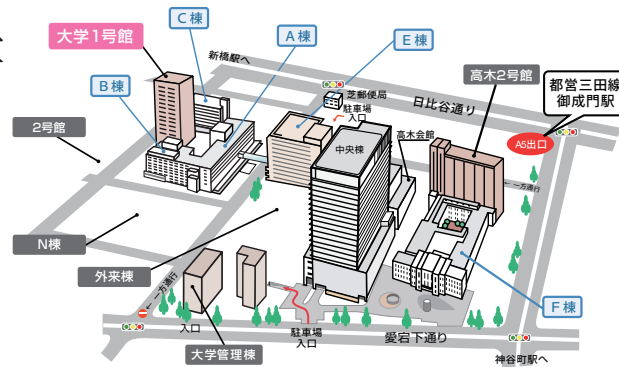 C棟
大学1号館
A棟
E棟
新橋駅へ
高木2号館
都営三田線
御成門駅
芝郵便局
日比谷通り
B棟
駐車場
入口
高木会館
A5出口
2号館
中央棟
一方通行
N棟
外来棟
一方通行
F棟
入口
駐車場
入口
愛宕下通り
大学管理棟
神谷町駅へ